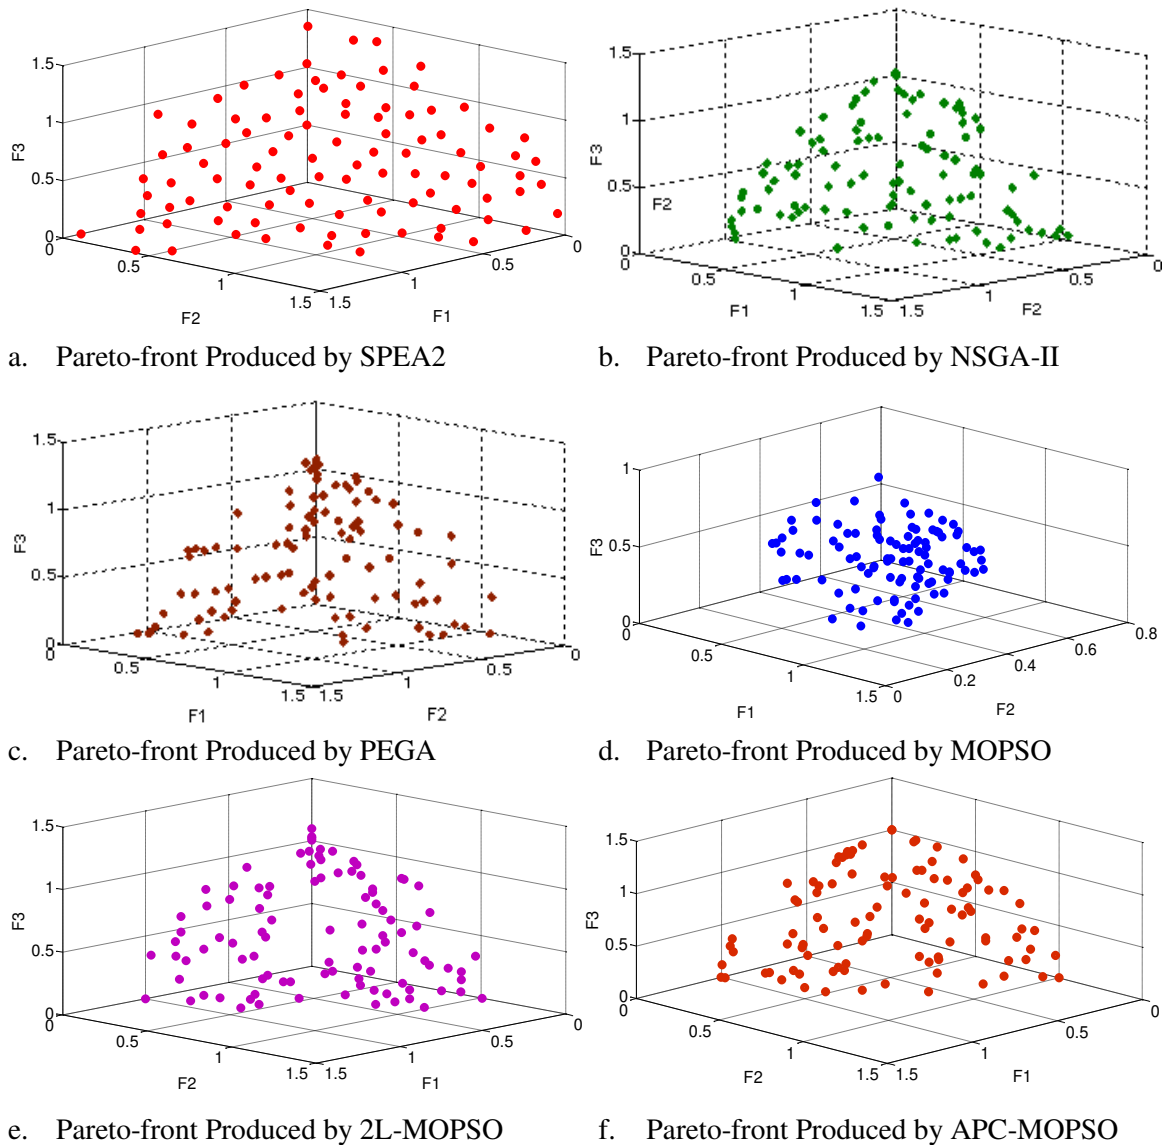 1.5
1
0.5
0
F3
0
0.5
1
1.5
1.5
1
0.5
0
F2
F1
a. Pareto-front Produced by SPEA2
1.5
1
0.5
0
F3
F2
0
0.5
1
1.5
1.5
1
0.5
0
F1
F2
b. Pareto-front Produced by NSGA-II
1.5
1
0.5
0
F3
0
0.5
1
1.5
1.5
1
0.5
0
F1
F2
c. Pareto-front Produced by PEGA
1
0.5
0
F3
0
0.5
1
1.5
0
0.2
0.4
0.6
0.8
F1
F2
d. Pareto-front Produced by MOPSO
1.5
1
0.5
0
F3
0
0.5
1
1.5
1.5
1
0.5
0
F2
F1
e. Pareto-front Produced by 2L-MOPSO
1.5
1
0.5
0
F3
0
0.5
1
1.5
1.5
1
0.5
0
F2
F1
f. Pareto-front Produced by APC-MOPSO